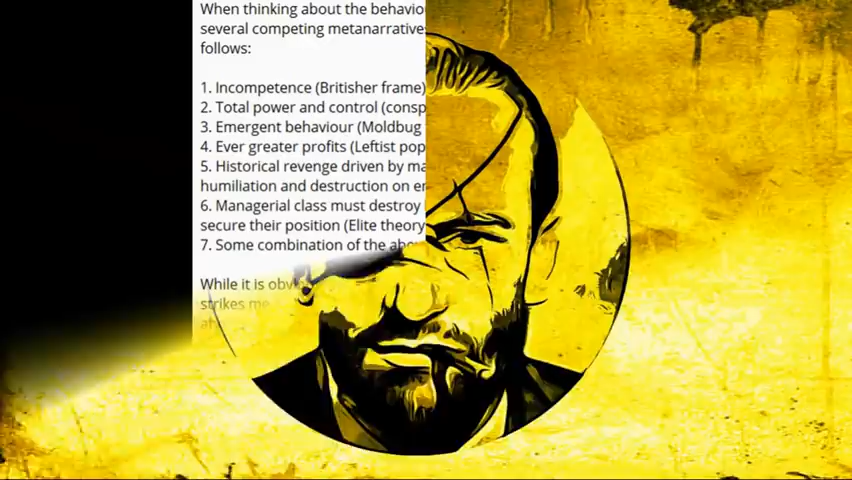 When thinking about the behavio
several competing metanarrative
follows:
1. Incompetence (Britisher frame)
2. Total power and control (consp
3. Emergent behaviour (Moldbug
4. Ever greater profits (Leftist pop
5. Historical revenge driven by ma
humiliation and destruction on e
6. Managerial class must destroy
secure their position (Elite theory
7. Some combination of the abo
While it is obv
strikes me